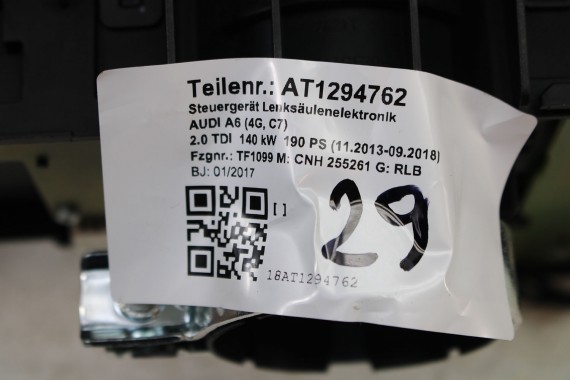 Teilenr.: AT1294762
Steuergerät Lenksäulenelektronik
AUDI A6 (4G, C7)
2.0 TDI 140 kW 190 PS (11.2013-09.2018)
Fzgnr.: TF1099 M: CNH 255261 G: RLB
BJ: 01/2017
[ ]
29
18AT1294762